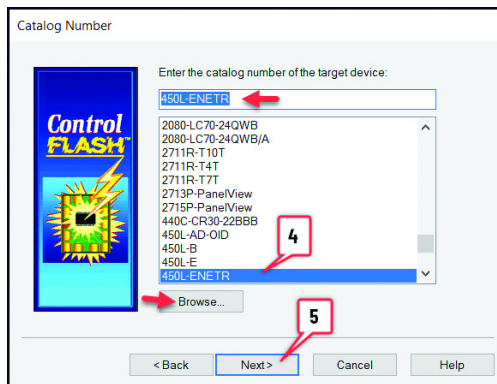 Catalog Number
Enter the catalog number of the target device:
450L-ENETR
Control
FLASH
2080-LC70-24QWB
2080-LC70-24QWB/A
2711R-T10T
2711R-T4T
2711R-T7T
2713P-PanelView
2715P-PanelView
440C-CR30-22BBB
450L-AD-OID
450L-B
450L-E
450L-ENETR
4
Browse...
5
< Back
Next >
Cancel
Help